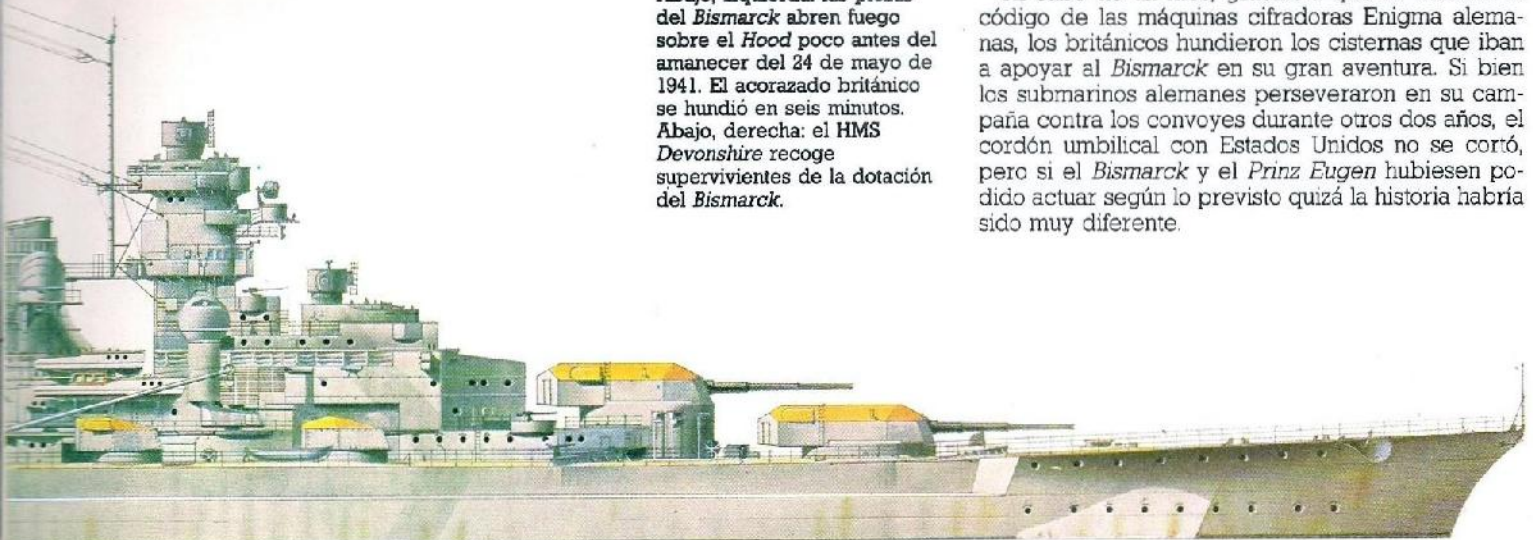 del Bismarck abren fuego
sobre el Hood poco antes del
amanecer del 24 de mayo de
1941. El acorazado británico
se hundió en seis minutos.
Abajo, derecha: el HMS
Devonshire recoge
supervivientes de la dotación
del Bismarck.
código de las máquinas cifradoras Enigma alema-
nas, los británicos hundieron los cisternas que iban
a apoyar al Bismarck en su gran aventura. Si bien
los submarinos alemanes perseveraron en su cam-
paña contra los convoyes durante otros dos años, el
cordón umbilical con Estados Unidos no se cortó,
pero si el Bismarck y el Prinz Eugen hubiesen po-
dido actuar según lo previsto quizá la historia habría
sido muy diferente.